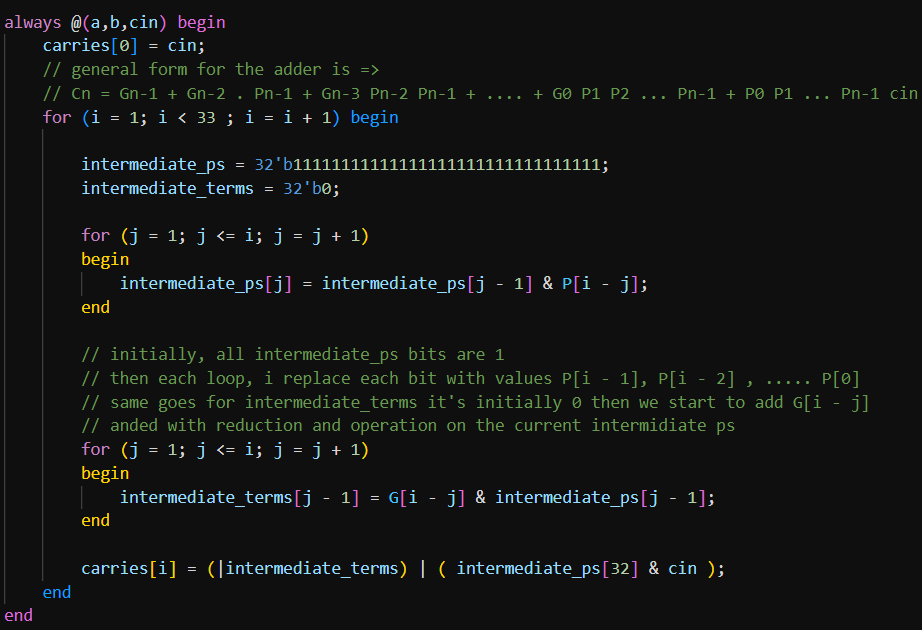 always @(a,b,cin) begin
carries[0] = cin;
// general form for the adder is =>
// Cn = Gn-1 + Gn-2 . Pn-1 + Gn-3 Pn-2 Pn-1 + .... + G0 P1 P2 ... Pn-1 + P0 P1 ... Pn-1 cin
for (i = 1; i < 33 ; i = i + 1) begin
intermediate_ps = 32'b11111111111111111111111111111111;
intermediate_terms = 32'b0;
for (j = 1; j <= i; j = j + 1)
begin
intermediate_ps[j] = intermediate_ps[j - 1] & P[i - j];
end
// initially, all intermediate_ps bits are 1
// then each loop, i replace each bit with values P[i - 1], P[i - 2] , ..... P[0]
// same goes for intermediate_terms it's initially 0 then we start to add G[i - j]
// anded with reduction and operation on the current intermidiate ps
for (j = 1; j <= i; j = j + 1)
begin
intermediate_terms[j - 1] = G[i - j] & intermediate_ps[j - 1];
end
carries[i] = (|intermediate_terms) | ( intermediate_ps[32] & cin );
end
end